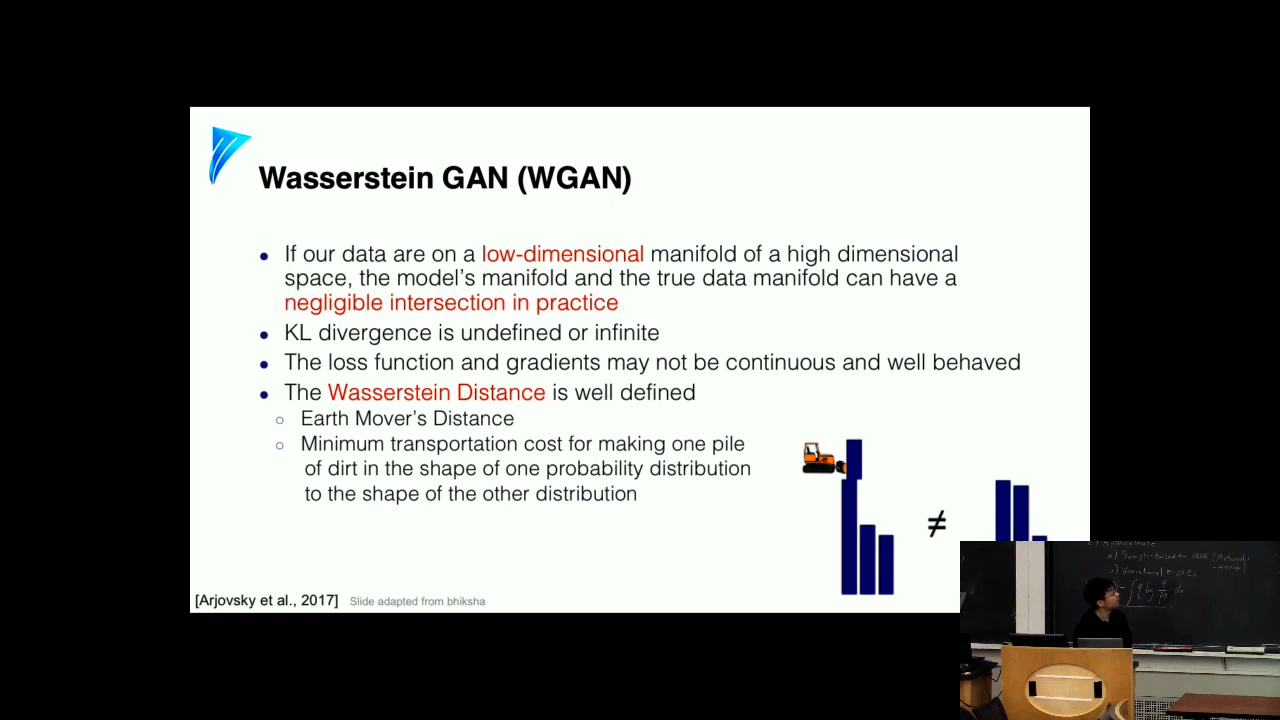 Wasserstein GAN (WGAN)
• If our data are on a low-dimensional manifold of a high dimensional
space, the model's manifold and the true data manifold can have a
negligible intersection in practice
• KL divergence is undefined or infinite
• The loss function and gradients may not be continuous and well behaved
• The Wasserstein Distance is well defined
○ Earth Mover's Distance
○ Minimum transportation cost for making one pile
of dirt in the shape of one probability distribution
to the shape of the other distribution
≠
[Arjovsky et al., 2017] Slide adapted from bhiksha